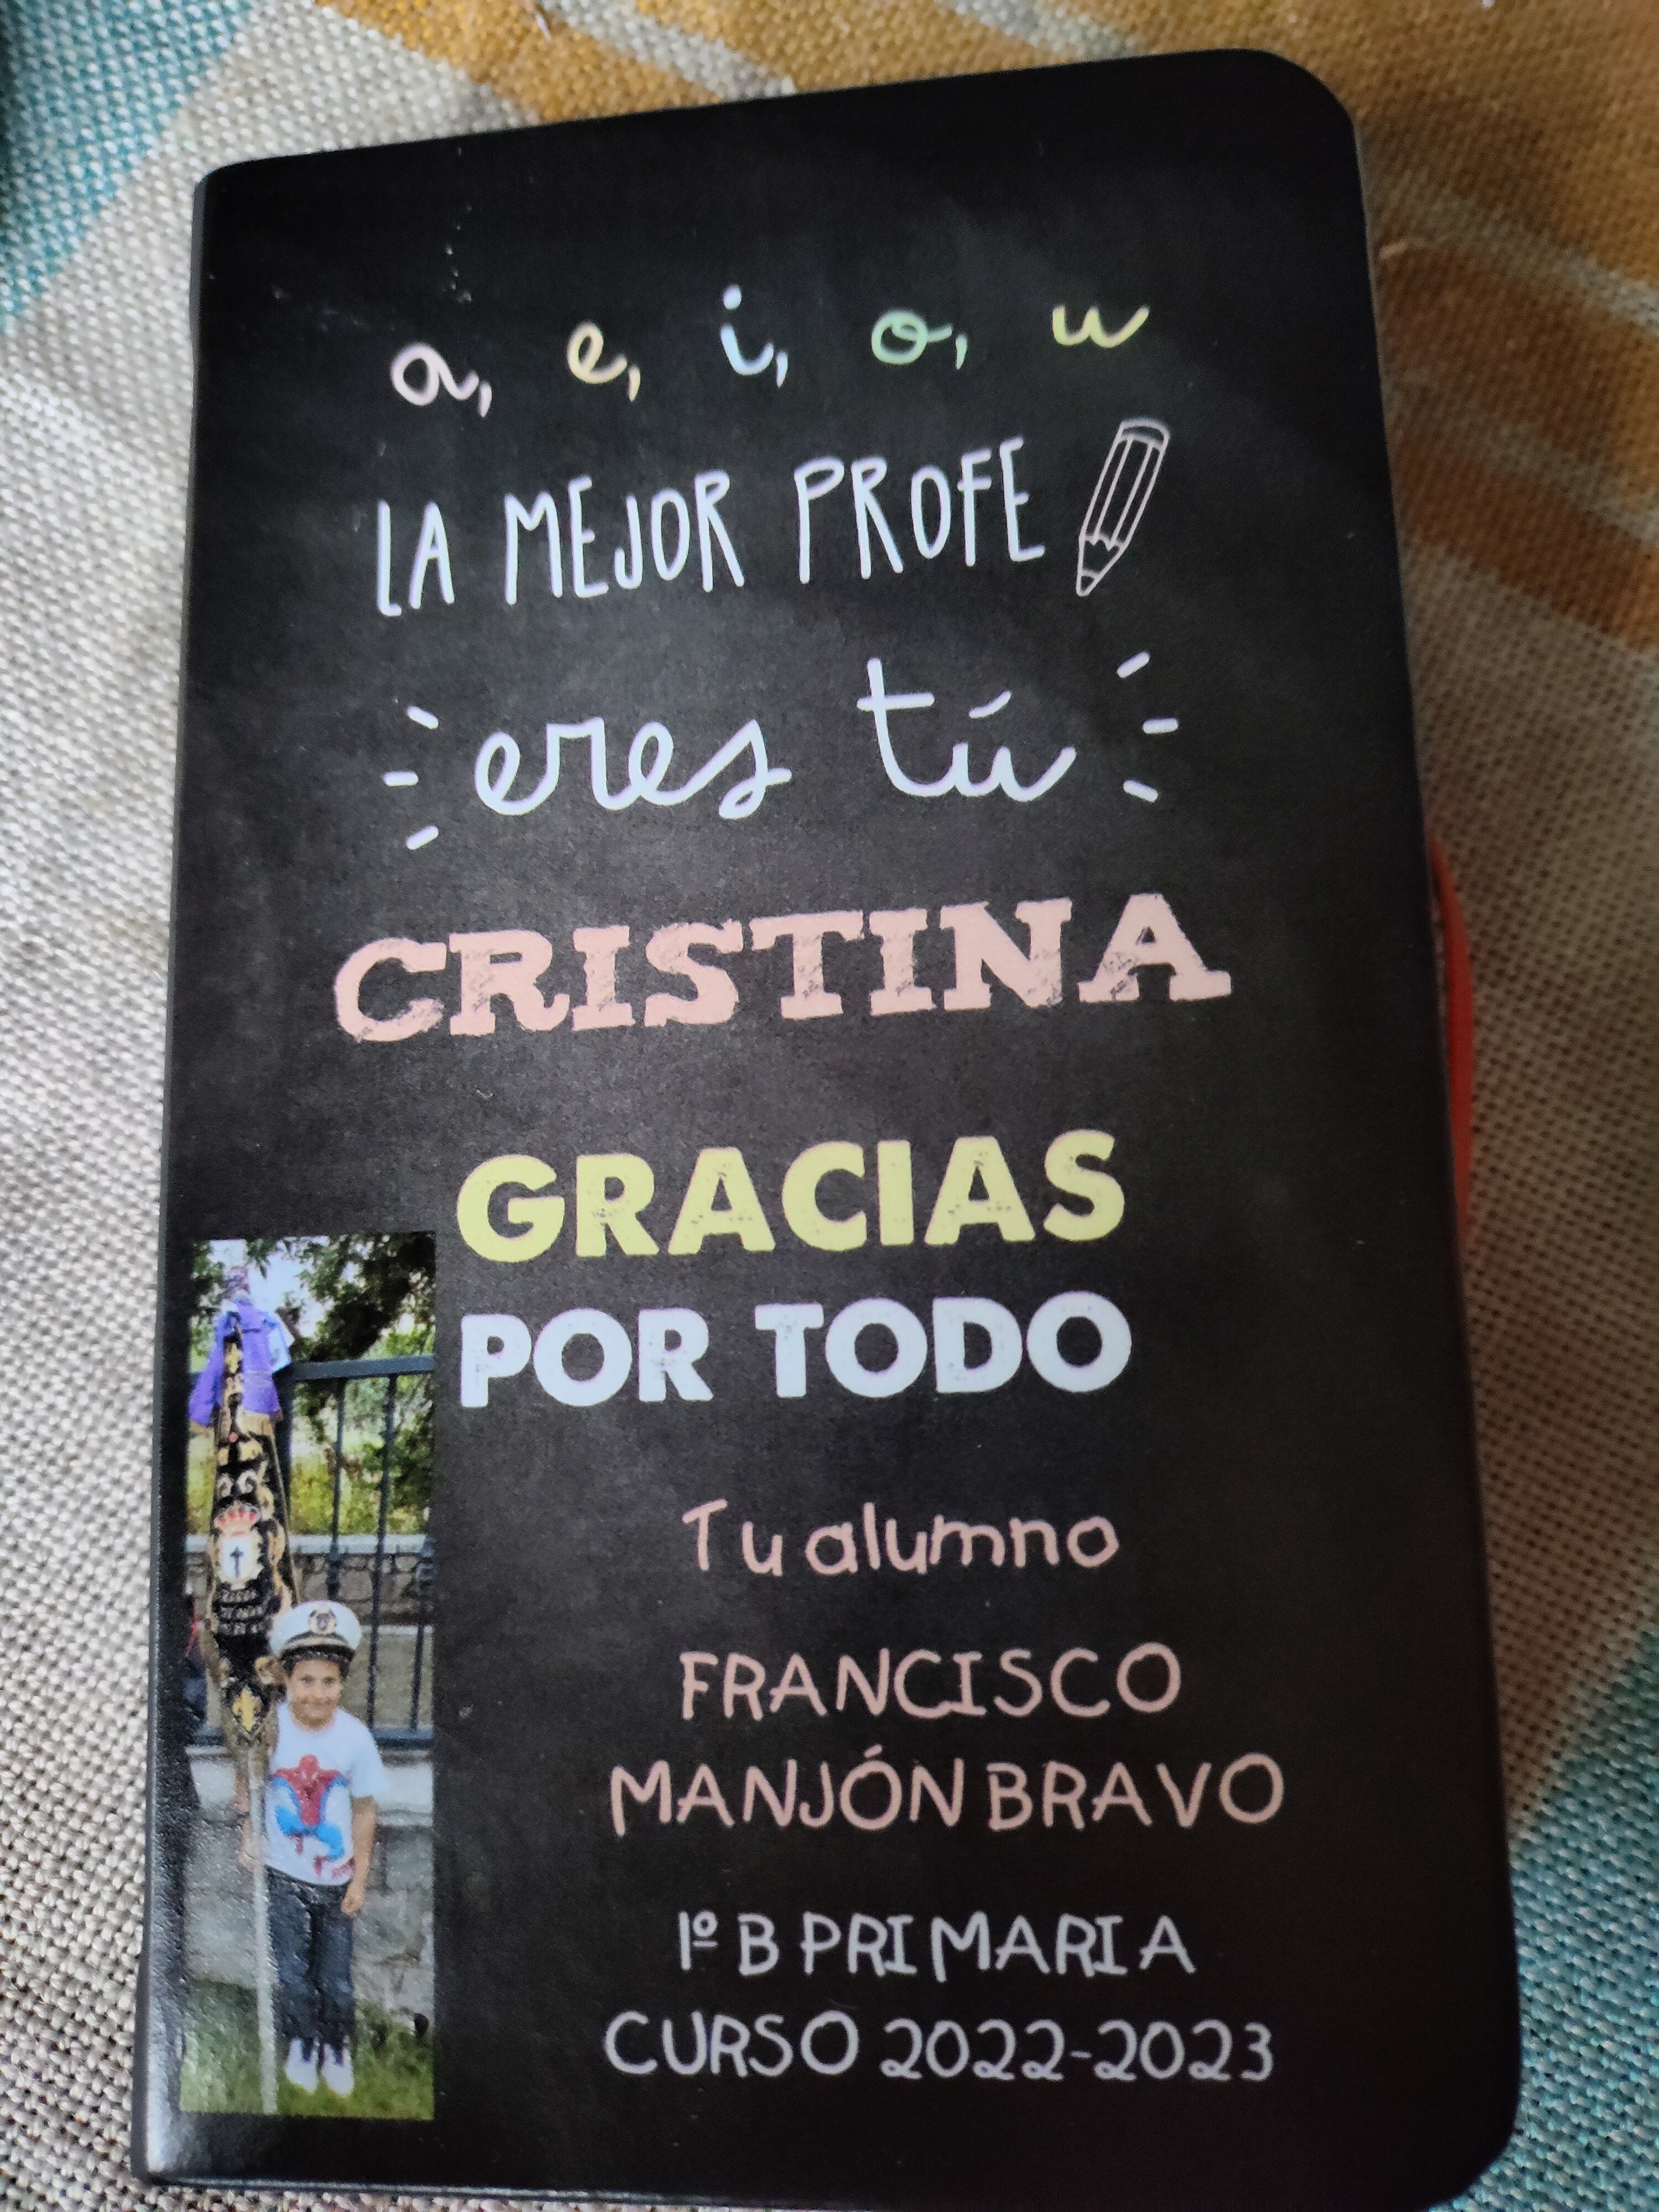 a, e, i, o, u
LA MEJOR PROFE
eres tú
CRISTINA
GRACIAS
POR TODO
Tu alumno
FRANCISCO
MANJÓN BRAVO
1º B PRIMARIA
CURSO 2022-2023